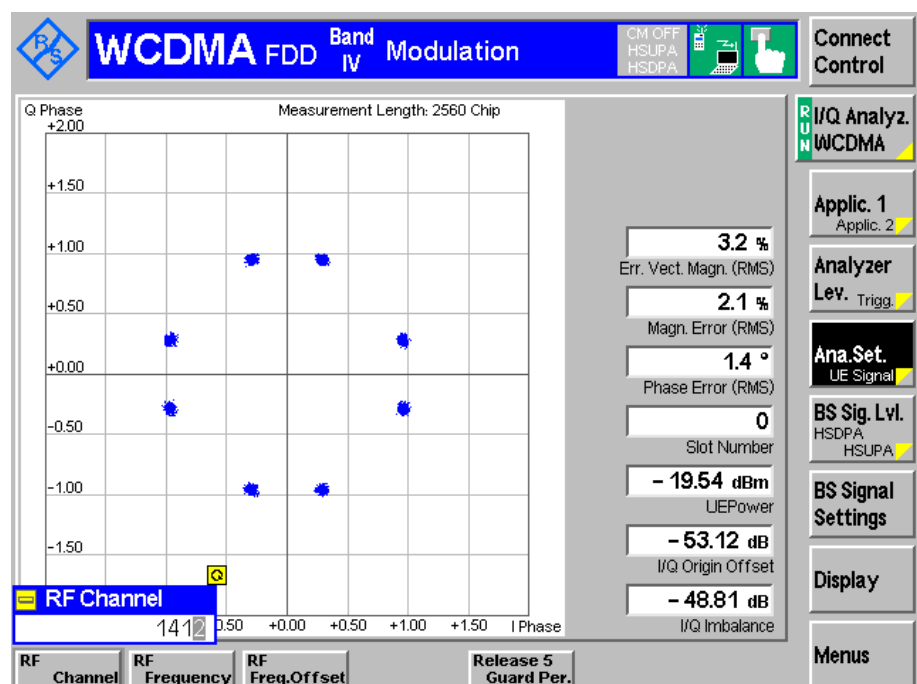 R&S
WCDMA FDD Band IV Modulation
CM OFF
HSUPA
HSDPA
Connect Control
Q Phase
Measurement Length: 2560 Chip
+2.00
+1.50
+1.00
+0.50
+0.00
-0.50
-1.00
-1.50
Q
RF Channel
1412
0.50 +0.00 +0.50 +1.00 +1.50 I Phase
3.2 %
Err. Vect. Magn. (RMS)
2.1 %
Magn. Error (RMS)
1.4 °
Phase Error (RMS)
0
Slot Number
- 19.54 dBm
UEPower
- 53.12 dB
I/Q Origin Offset
- 48.81 dB
I/Q Imbalance
RUN
I/Q Analyz.
WCDMA
Applic. 1
Applic. 2
Analyzer
Lev. Trigg.
Ana.Set.
UE Signal
BS Sig. Lvl.
HSDPA
HSUPA
BS Signal
Settings
Display
Menus
RF Channel
RF Frequency
RF Freq.Offset
Release 5 Guard Per.